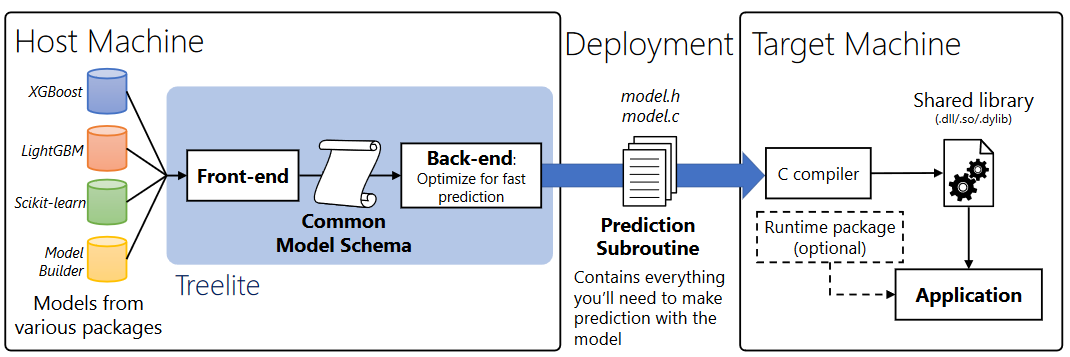 Host Machine
XGBoost
LightGBM
Scikit-learn
Model
Builder
Models from
various packages
Front-end
Common
Model Schema
Back-end:
Optimize for fast
prediction
Treelite
Deployment
model.h
model.c
Prediction
Subroutine
Contains everything
you'll need to make
prediction with the
model
Target Machine
Shared library
(.dll/.so/.dylib)
C compiler
Runtime package
(optional)
Application